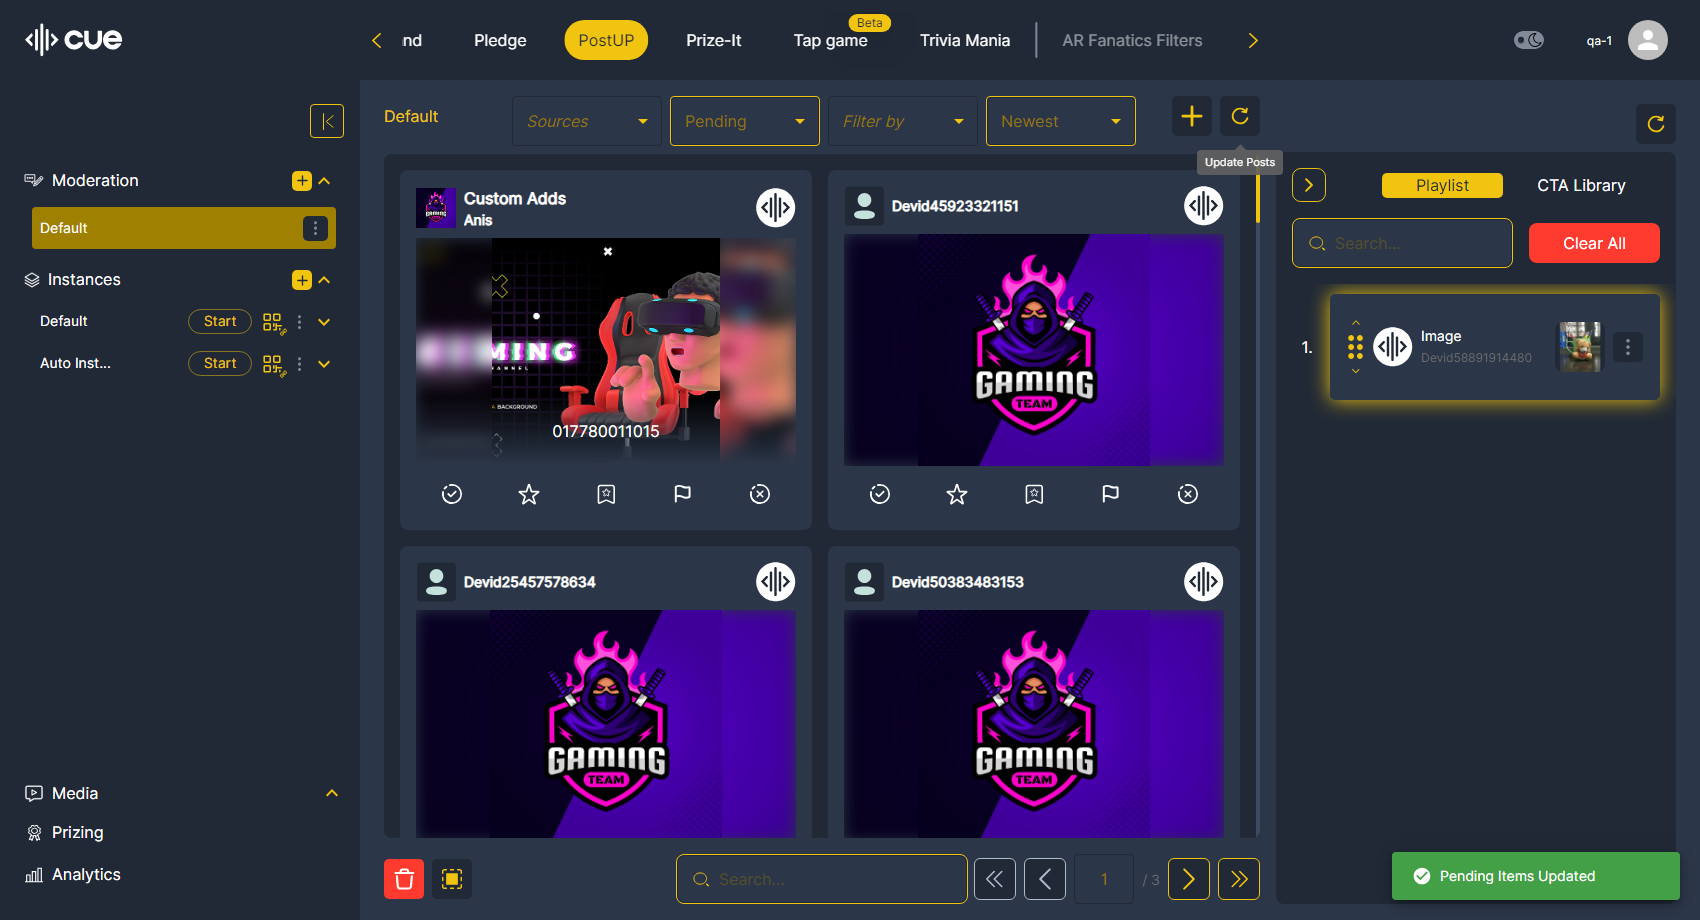 cue
nd
Pledge
PostUP
Prize-It
Beta
Tap game
Trivia Mania
AR Fanatics Filters
qa-1
Default
Sources
Pending
Filter by
Newest
Update Posts
Moderation
Default
Instances
Default
Start
Auto Inst...
Start
Media
Prizing
Analytics
Custom Adds
Anis
MING
ANNEL
A BACKGROUND
017780011015
Devid45923321151
GAMING
TEAM
Devid25457578634
GAMING
TEAM
Devid50383483153
GAMING
TEAM
Search...
1
/ 3
Playlist
CTA Library
Search...
Clear All
1.
Image
Devid58891914480
Pending Items Updated